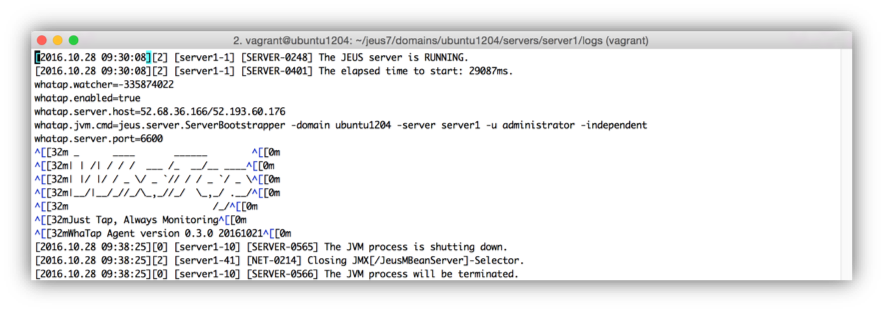 2. vagrant@ubuntu1204: ~/jeus7/domains/ubuntu1204/servers/server1/logs (vagrant)
[2016.10.28 09:30:08][2] [server1-1] [SERVER-0248] The JEUS server is RUNNING.
[2016.10.28 09:30:08][2] [server1-1] [SERVER-0401] The elapsed time to start: 29087ms.
whatap.watcher=-335874022
whatap.enabled=true
whatap.server.host=52.68.36.166/52.193.60.176
whatap.jvm.cmd=jeus.server.ServerBootstrapper -domain ubuntu1204 -server server1 -u administrator -independent
whatap.server.port=6600
^[[32m _      ____       ______       ^[[0m
^[[32m| | /| / / /  ___ /_  __/__ ____^[[0m
^[[32m| |/ |/ / _ \/ _ `// / / _ `/ _ \^[[0m
^[[32m|__/|__/_//_/\_,_//_/  \_,_/ .__/^[[0m
^[[32m                        /_/^[[0m
^[[32mJust Tap, Always Monitoring^[[0m
^[[32mWhaTap Agent version 0.3.0 20161021^[[0m
[2016.10.28 09:38:25][0] [server1-10] [SERVER-0565] The JVM process is shutting down.
[2016.10.28 09:38:25][2] [server1-41] [NET-0214] Closing JMX[/JeusMBeanServer]-Selector.
[2016.10.28 09:38:25][0] [server1-10] [SERVER-0566] The JVM process will be terminated.